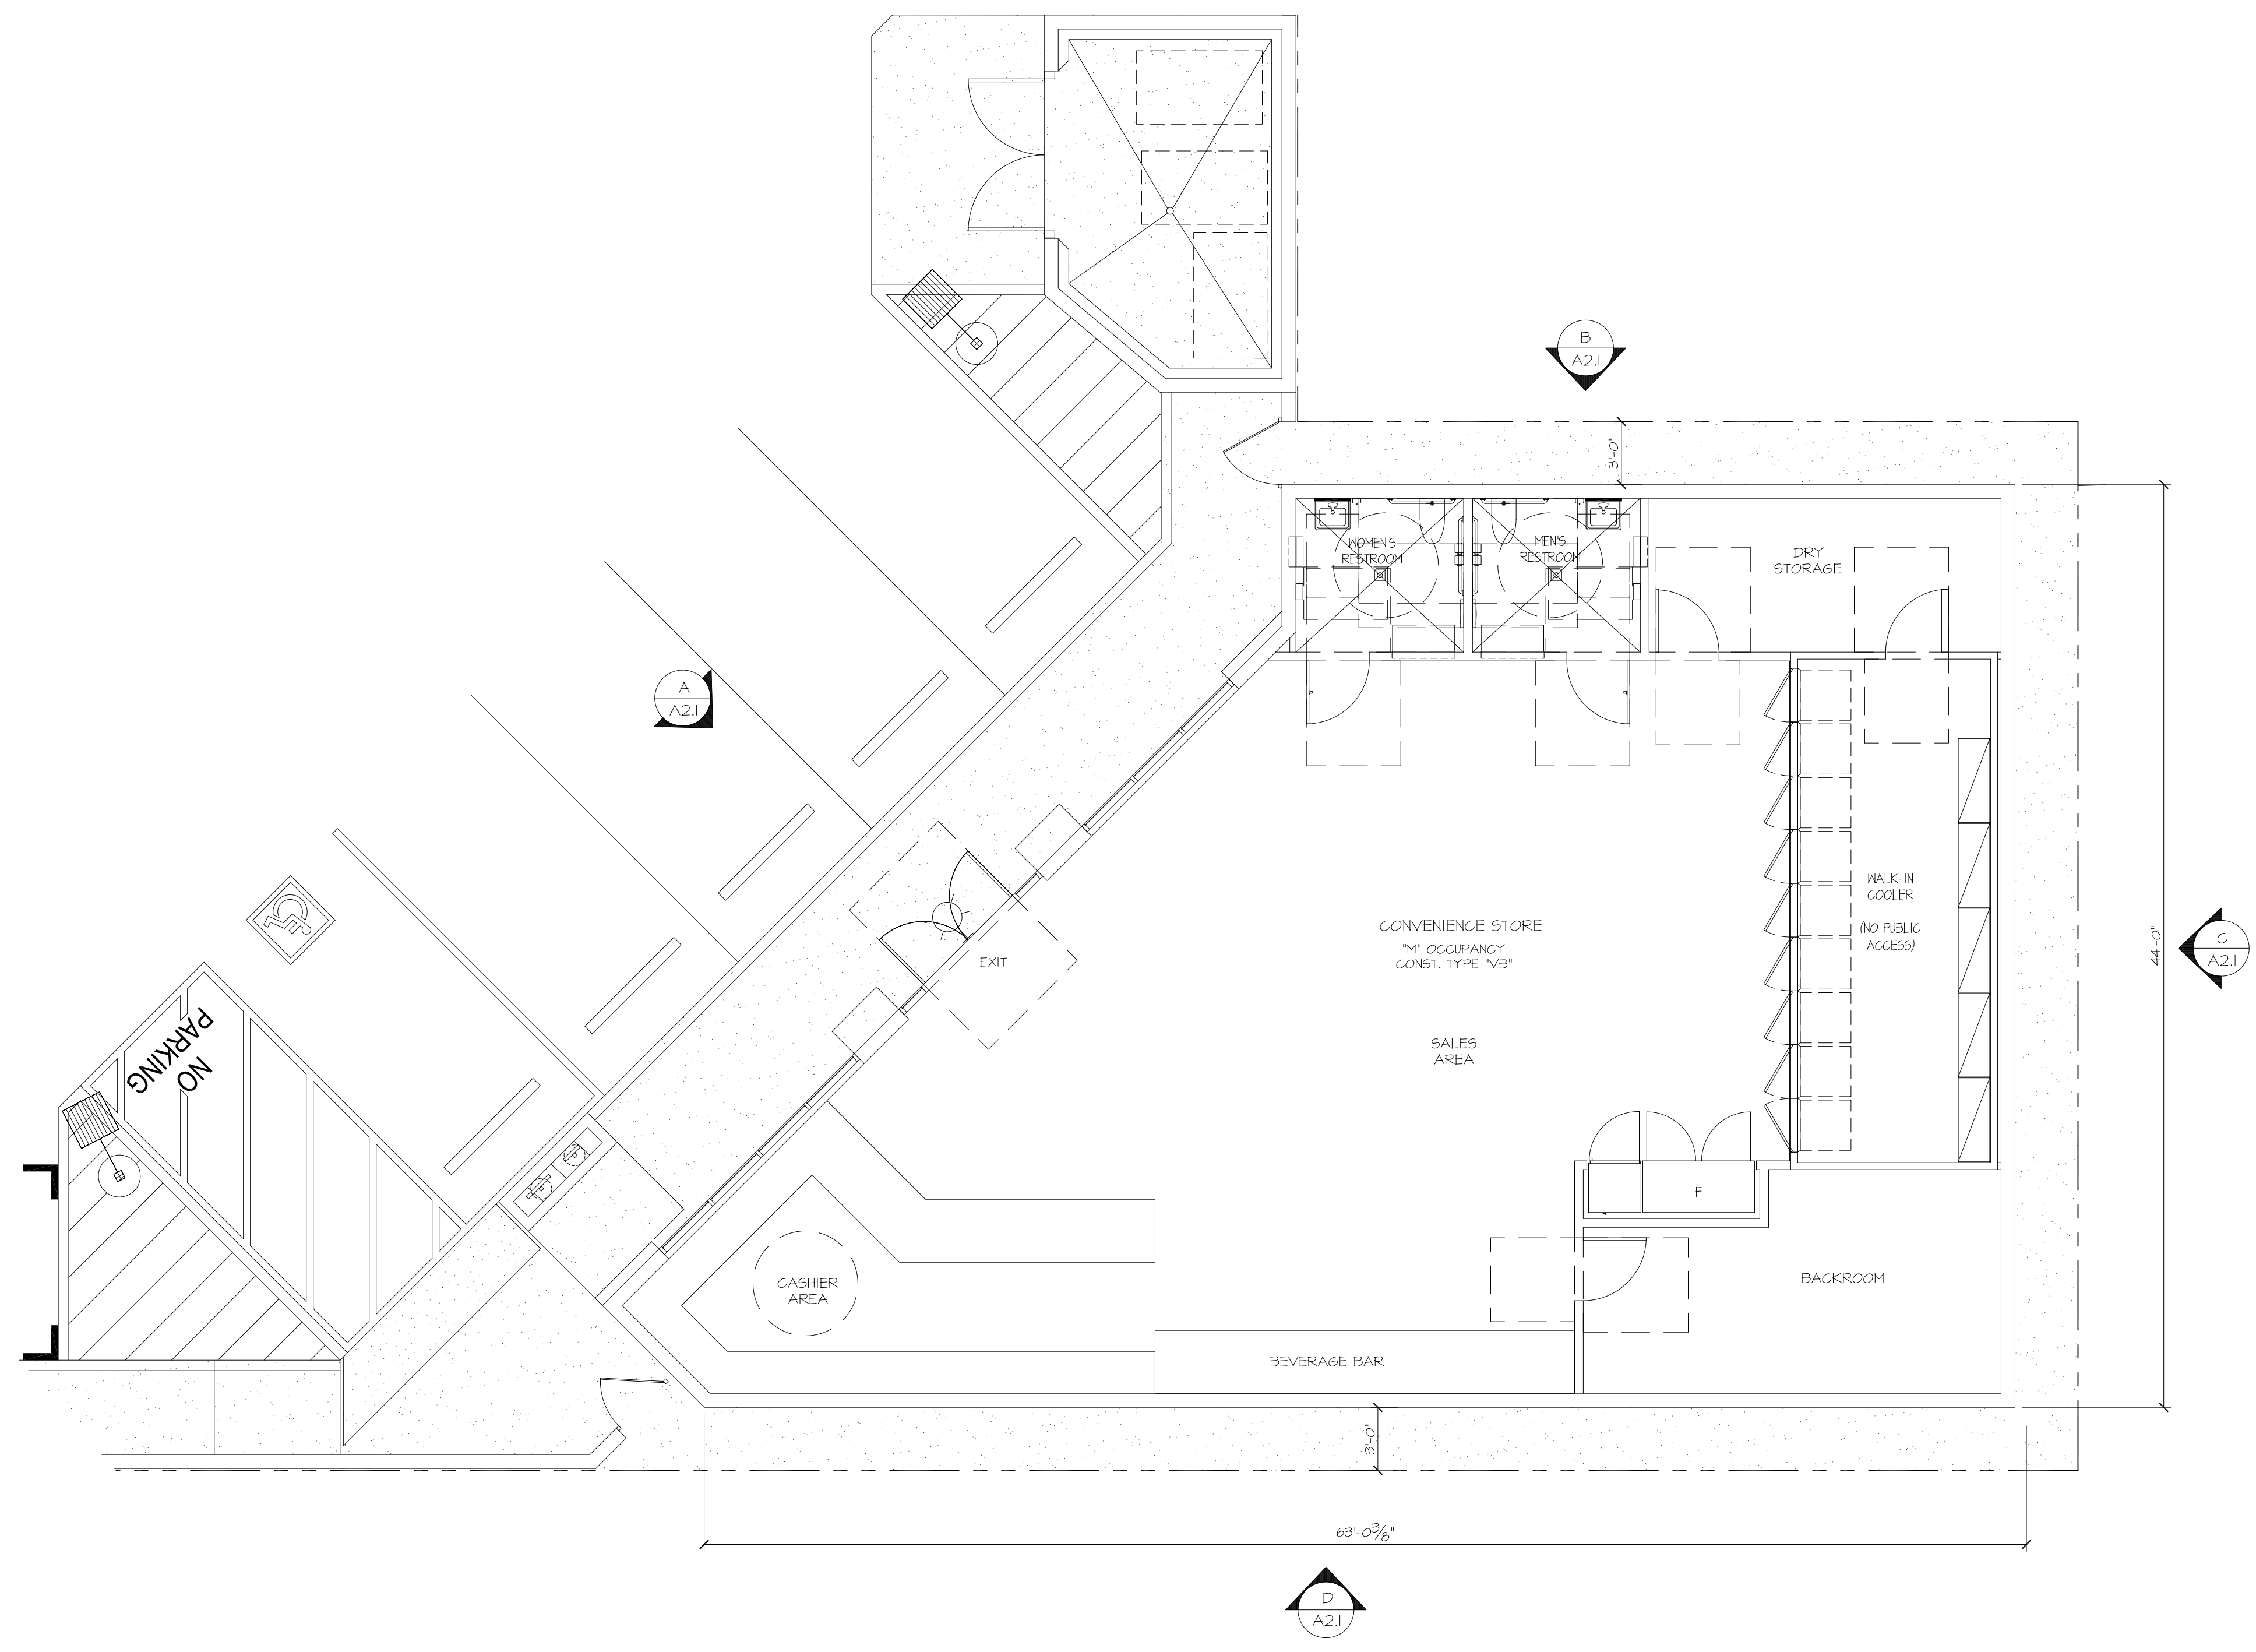 B
A2.1
3'-0"
WOMEN'S
RESTROOM
MEN'S
RESTROOM
DRY
STORAGE
A
A2.1
WALK-IN
COOLER
(NO PUBLIC
ACCESS)
CONVENIENCE STORE
"M" OCCUPANCY
CONST. TYPE "VB"
EXIT
44'-0"
C
A2.1
SALES
AREA
NO
PARKING
F
CASHIER
AREA
BACKROOM
BEVERAGE BAR
3'-0"
63'-0 3/8"
D
A2.1